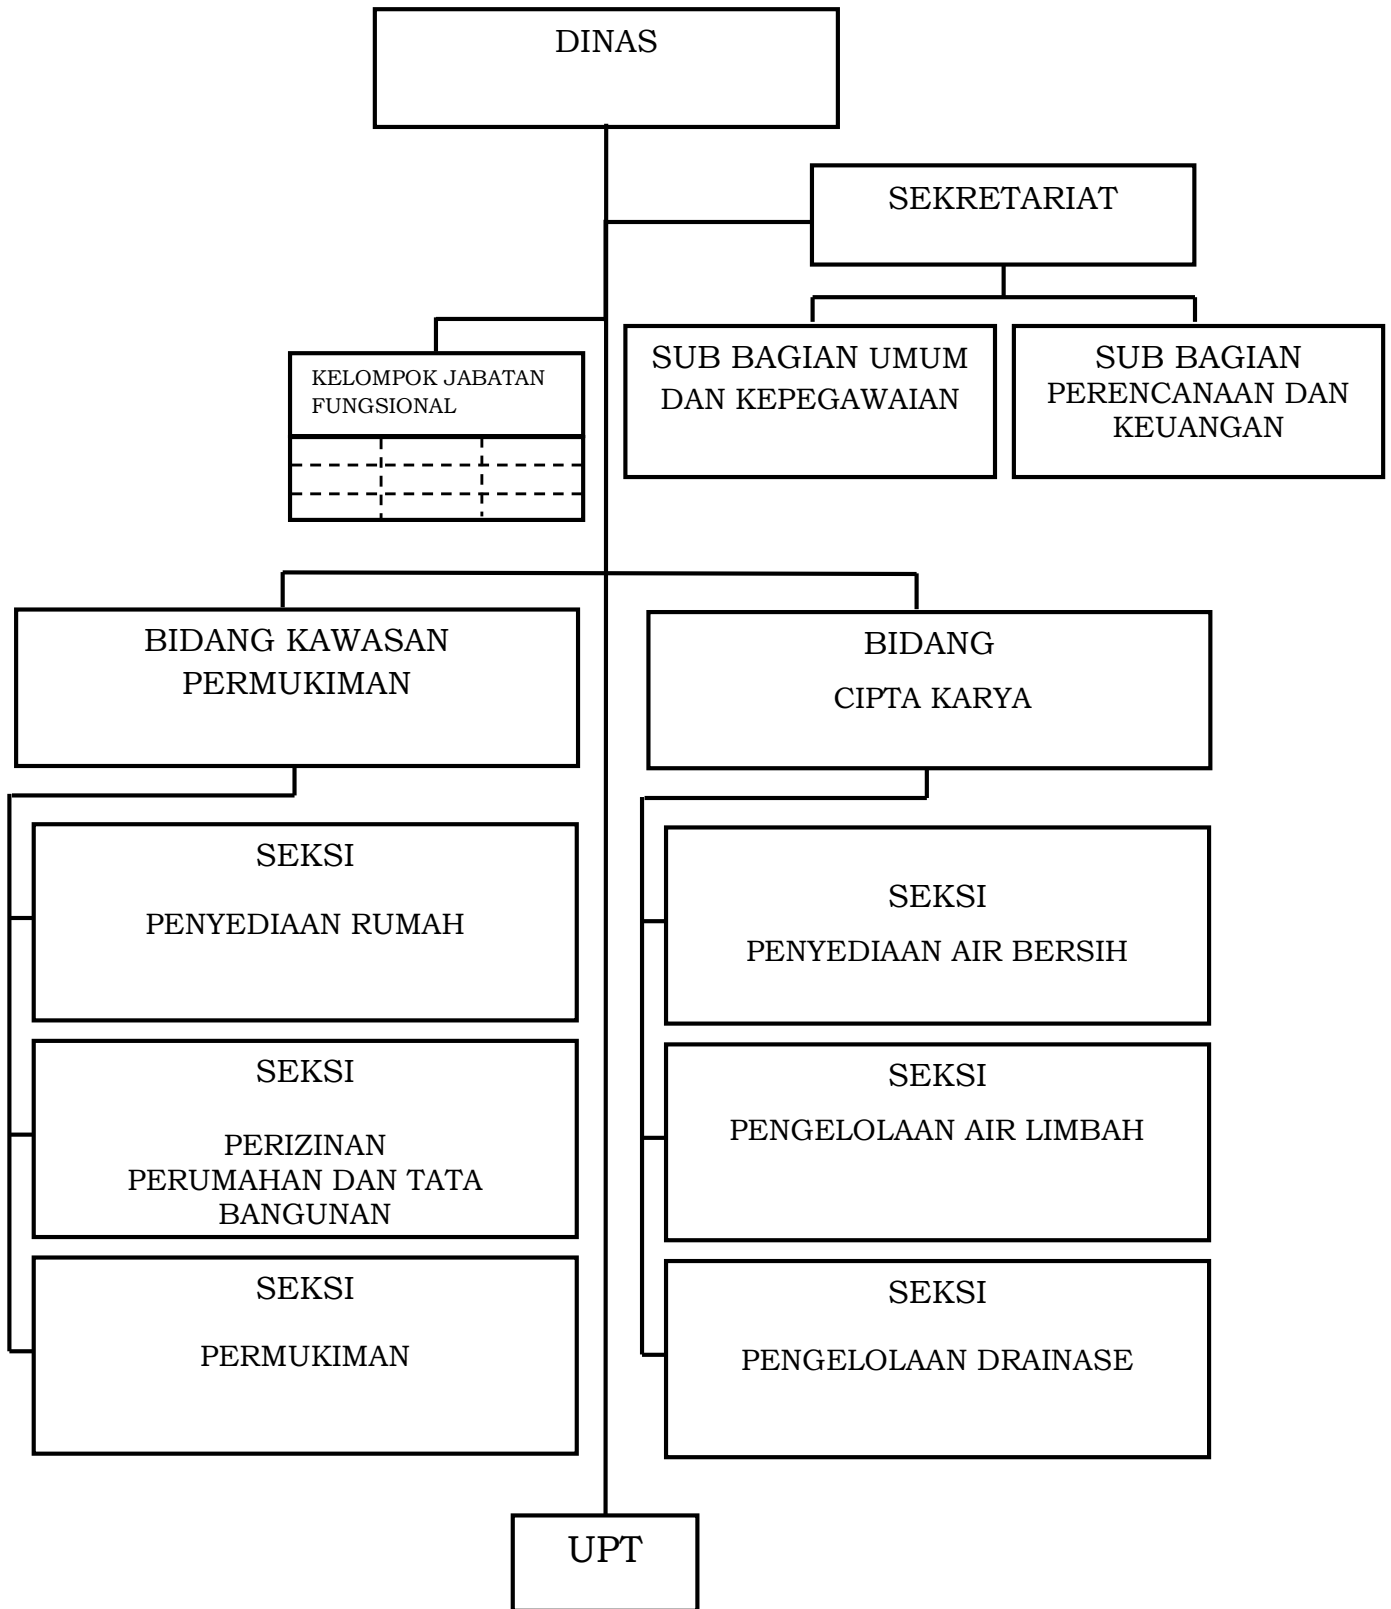 DINAS
SEKRETARIAT
SUB BAGIAN UMUM
DAN KEPEGAWAIAN
SUB BAGIAN
PERENCANAAN DAN
KEUANGAN
KELOMPOK JABATAN
FUNGSIONAL
BIDANG KAWASAN
PERMUKIMAN
BIDANG
CIPTA KARYA
SEKSI
PENYEDIAAN RUMAH
SEKSI
PERIZINAN
PERUMAHAN DAN TATA
BANGUNAN
SEKSI
PERMUKIMAN
SEKSI
PENYEDIAAN AIR BERSIH
SEKSI
PENGELOLAAN AIR LIMBAH
SEKSI
PENGELOLAAN DRAINASE
UPT